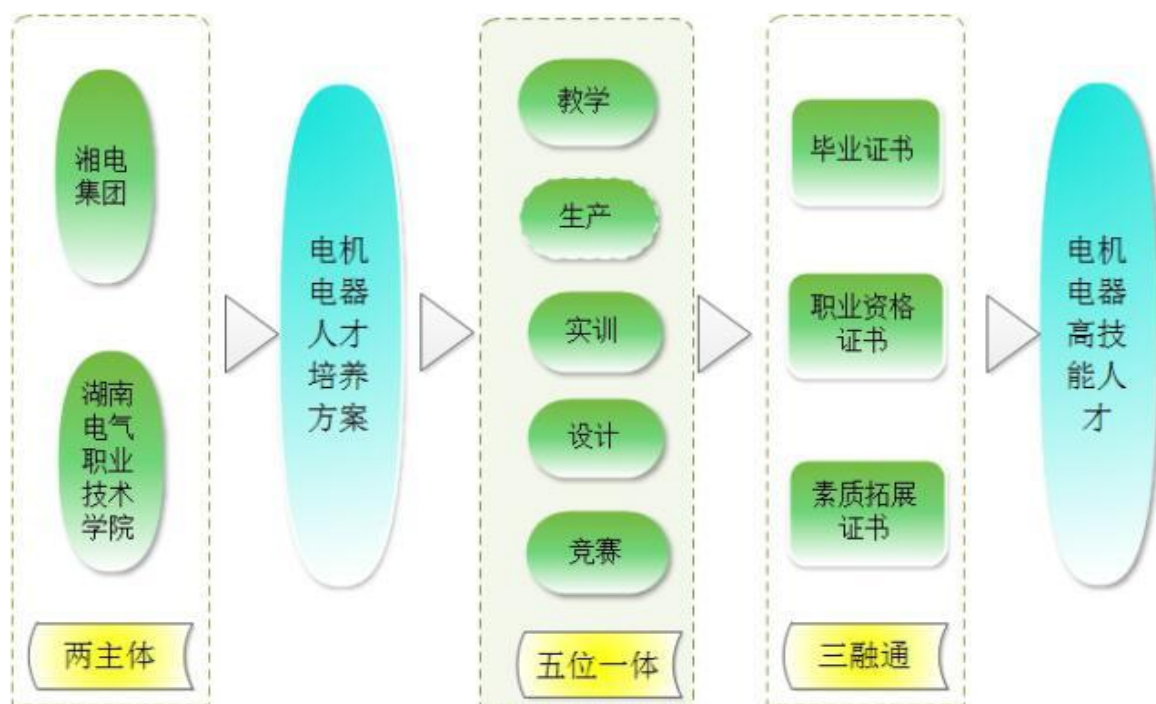 湘电
集团
湖南
电气
职业
技术
学院
两主体
电机
电器
人才
培养
方案
教学
生产
实训
设计
竞赛
五位一体
毕业证书
职业资格
证书
素质拓展
证书
三融通
电机
电器
高技
能人
才